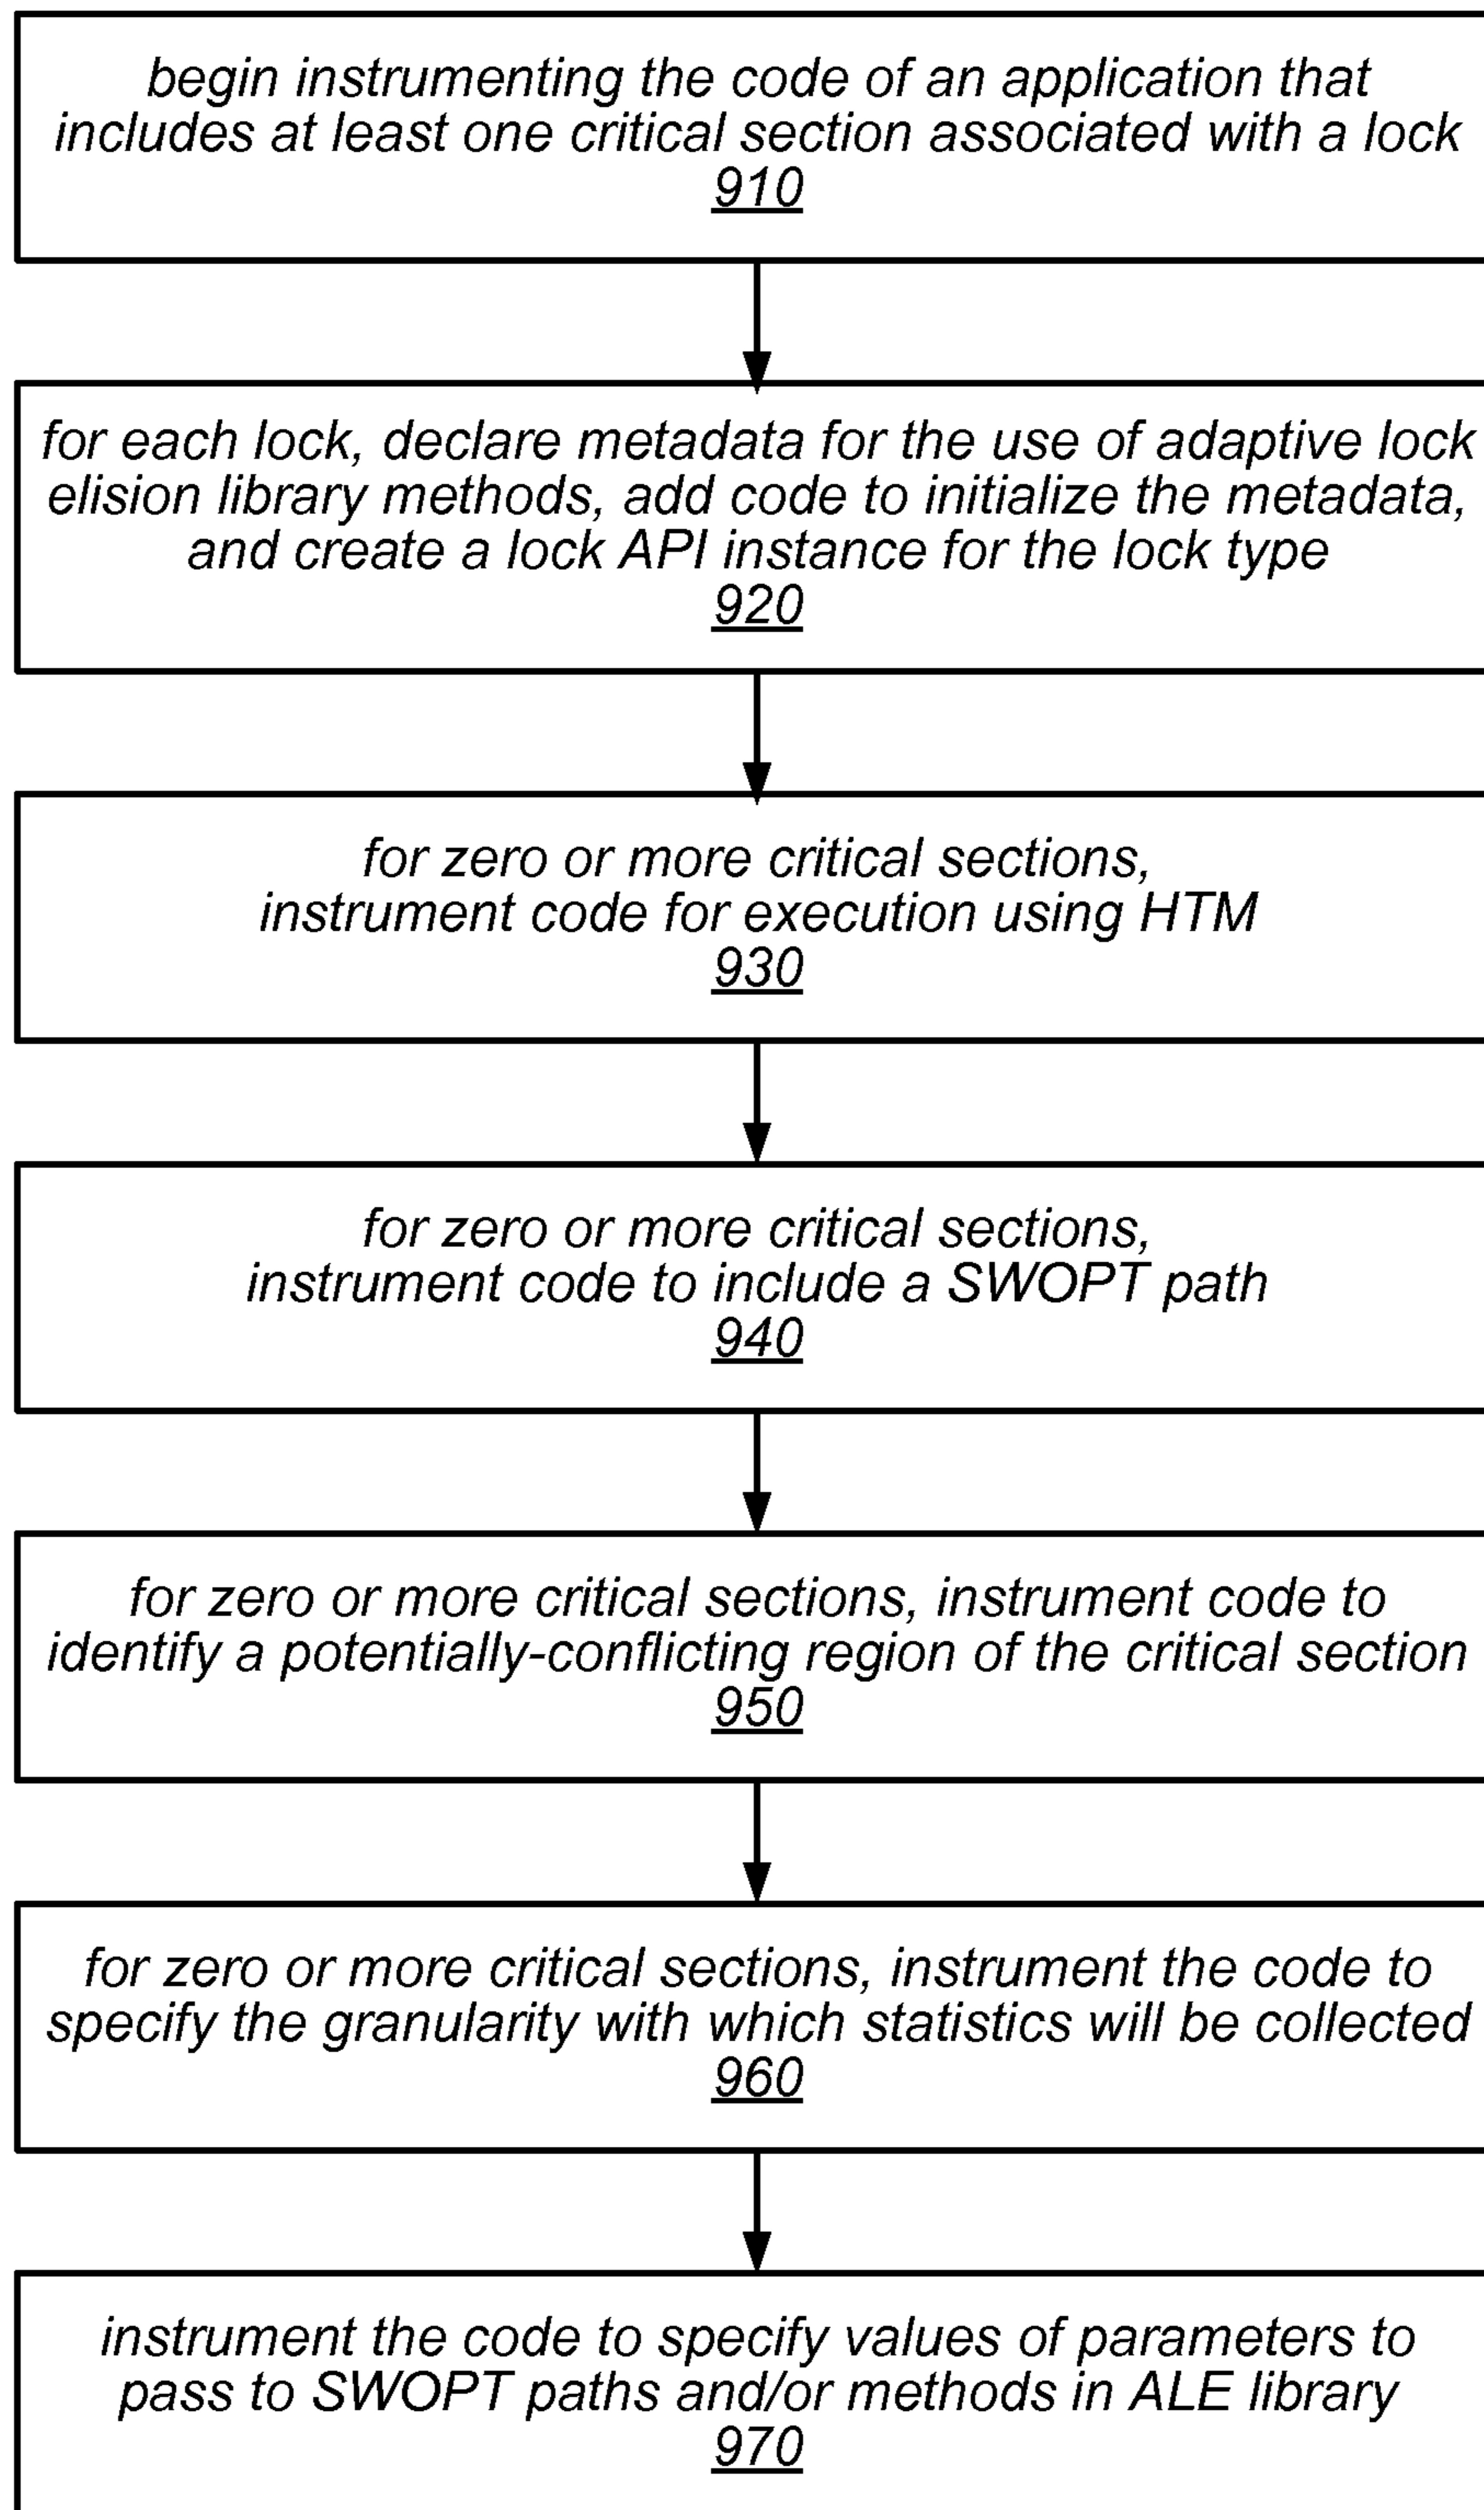 begin instrumenting the code of an application that
includes at least one critical section associated with a lock
910
for each lock, declare metadata for the use of adaptive lock
elision library methods, add code to initialize the metadata,
and create a lock API instance for the lock type
920
for zero or more critical sections,
instrument code for execution using HTM
930
for zero or more critical sections,
instrument code to include a SWOPT path
940
for zero or more critical sections, instrument code to
identify a potentially-conflicting region of the critical section
950
for zero or more critical sections, instrument the code to
specify the granularity with which statistics will be collected
960
instrument the code to specify values of parameters to
pass to SWOPT paths and/or methods in ALE library
970